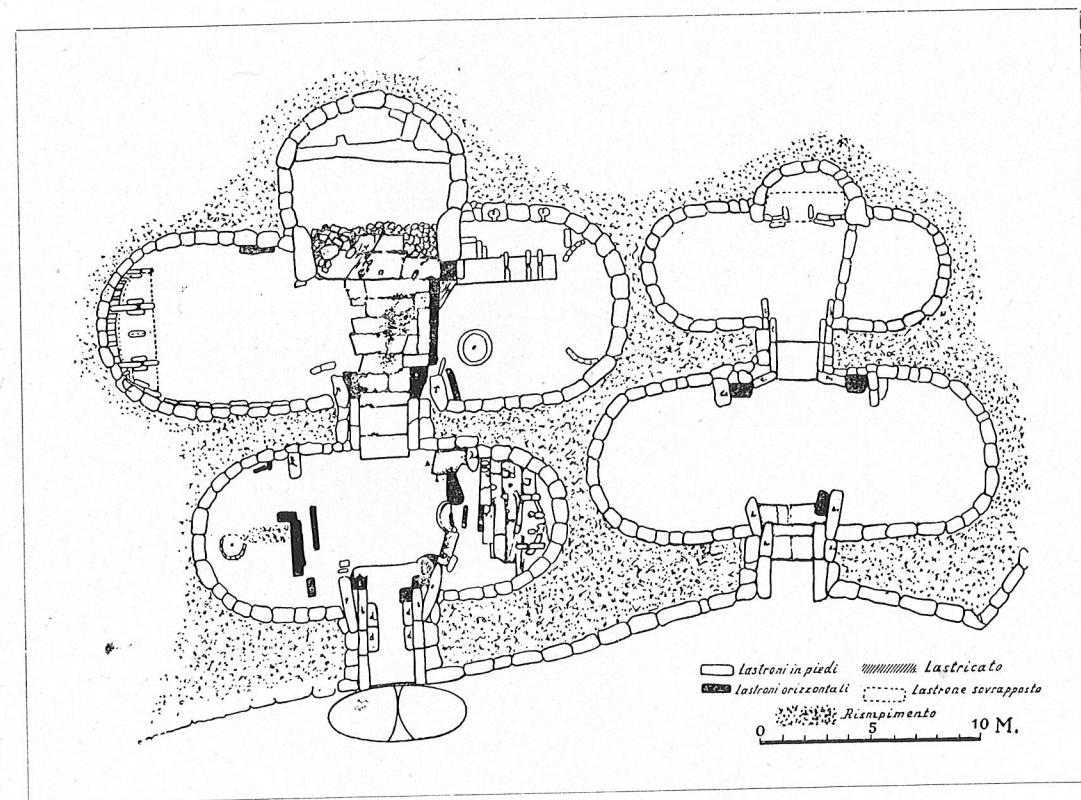 Lastroni in piedi
Lastricato
Lastroni orizzontali
Lastrone sovrapposto
Riempimento
0 5 10 M.